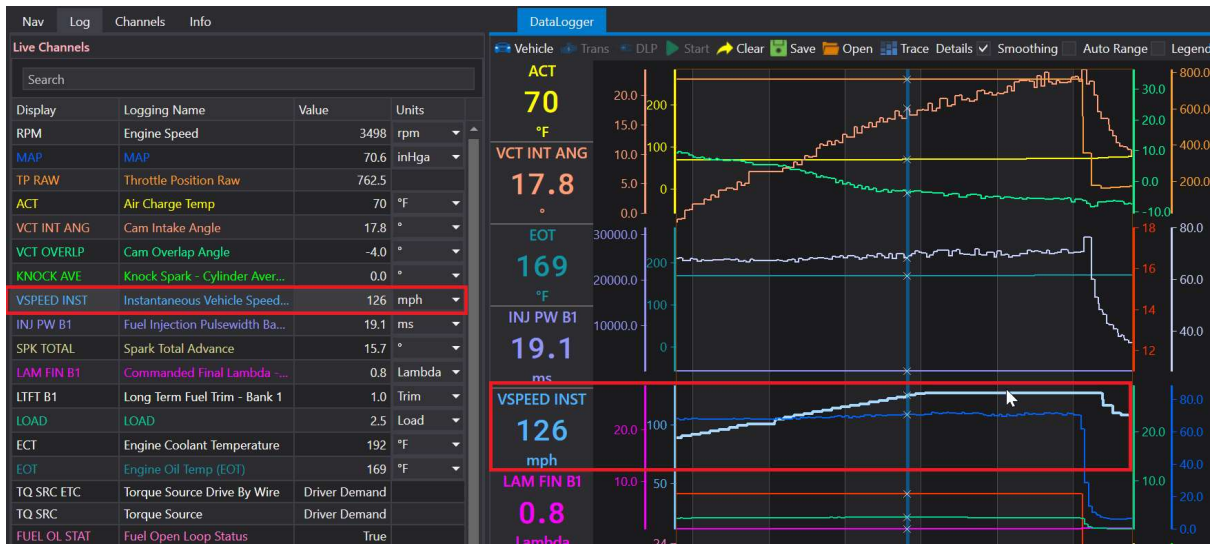 Nav Log Channels Info
Live Channels
Search
Display Logging Name Value Units
RPM Engine Speed 3498 rpm
MAP MAP 70.6 inHga
TP RAW Throttle Position Raw 762.5
ACT Air Charge Temp 70 °F
VCT INT ANG Cam Intake Angle 17.8 °
VCT OVERLP Cam Overlap Angle -4.0 °
KNOCK AVE Knock Spark - Cylinder Aver... 0.0 °
VSPEED INST Instantaneous Vehicle Speed... 126 mph
INJ PW B1 Fuel Injection Pulsewidth Ba... 19.1 ms
SPK TOTAL Spark Total Advance 15.7 °
LAM FIN B1 Commanded Final Lambda -... 0.8 Lambda
LTFT B1 Long Term Fuel Trim - Bank 1 1.0 Trim
LOAD LOAD 2.5 Load
ECT Engine Coolant Temperature 192 °F
EOT Engine Oil Temp (EOT) 169 °F
TQ SRC ETC Torque Source Drive By Wire Driver Demand
TQ SRC Torque Source Driver Demand
FUEL OL STAT Fuel Open Loop Status True
DataLogger
Vehicle Trans DLP Start Clear Save Open Trace Details Smoothing Auto Range Legend
ACT
70
°F
VCT INT ANG
17.8
°
EOT
169
°F
INJ PW B1
19.1
ms
VSPEED INST
126
mph
LAM FIN B1
0.8
Lambda
20.0 200 30.0 800.0
15.0 20.0 600.0
10.0 100 10.0 400.0
5.0 0 0.0 200.0
0.0 -10.0
30000.0 18 80.0
20000.0 200 16 60.0
10000.0 100 14 40.0
0 12
20.0 100 20.0 80.0
60.0
40.0
10.0 50 10.0 20.0
0.0
24